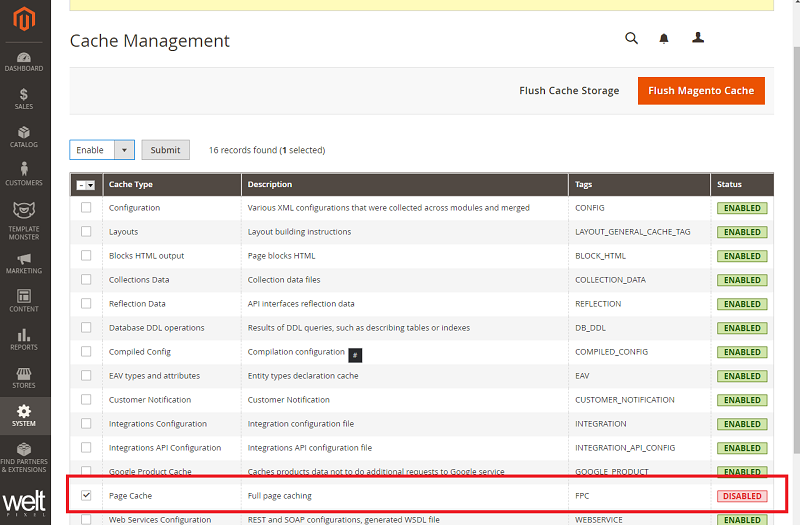 Cache Management
Flush Cache Storage
Flush Magento Cache
Enable
Submit
16 records found (1 selected)
Cache Type Description Tags Status
Configuration Various XML configurations that were collected across modules and merged CONFIG ENABLED
Layouts Layout building instructions LAYOUT_GENERAL_CACHE_TAG ENABLED
Blocks HTML output Page blocks HTML BLOCK_HTML ENABLED
Collections Data Collection data files COLLECTION_DATA ENABLED
Reflection Data API interfaces reflection data REFLECTION ENABLED
Database DDL operations Results of DDL queries, such as describing tables or indexes DB_DDL ENABLED
Compiled Config Compilation configuration # COMPILED_CONFIG ENABLED
EAV types and attributes Entity types declaration cache EAV ENABLED
Customer Notification Customer Notification CUSTOMER_NOTIFICATION ENABLED
Integrations Configuration Integration configuration file INTEGRATION ENABLED
Integrations API Configuration Integrations API configuration file INTEGRATION_API_CONFIG ENABLED
Google Product Cache Caches products data not to do additional requests to Google service GOOGLE_PRODUCT ENABLED
Page Cache Full page caching FPC DISABLED
Web Services Configuration REST and SOAP configurations, generated WSDL file WEBSERVICE ENABLED
DASHBOARD
SALES
CATALOG
CUSTOMERS
TEMPLATE
MONSTER
MARKETING
CONTENT
REPORTS
STORES
SYSTEM
FIND PARTNERS
& EXTENSIONS
welt
PIXEL